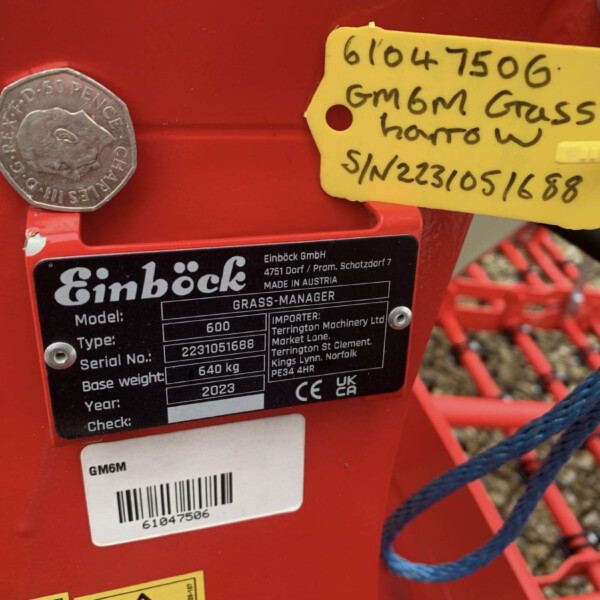 61047506
GM6M Grass
harrow
S/N2231051688
CHARLES III · D · G · REX · F · D · 50 PENCE
Einböck
Einböck GmbH
4751 Dorf / Pram, Schatzdorf 7
MADE IN AUSTRIA
Model: GRASS-MANAGER
Type: 600
Serial No.: 2231051688
Base weight: 640 kg
Year: 2023
Check:
IMPORTER:
Terrington Machinery Ltd
Market Lane,
Terrington St Clement,
Kings Lynn. Norfolk
PE34 4HR
CE UK
CA
GM6M
61047506